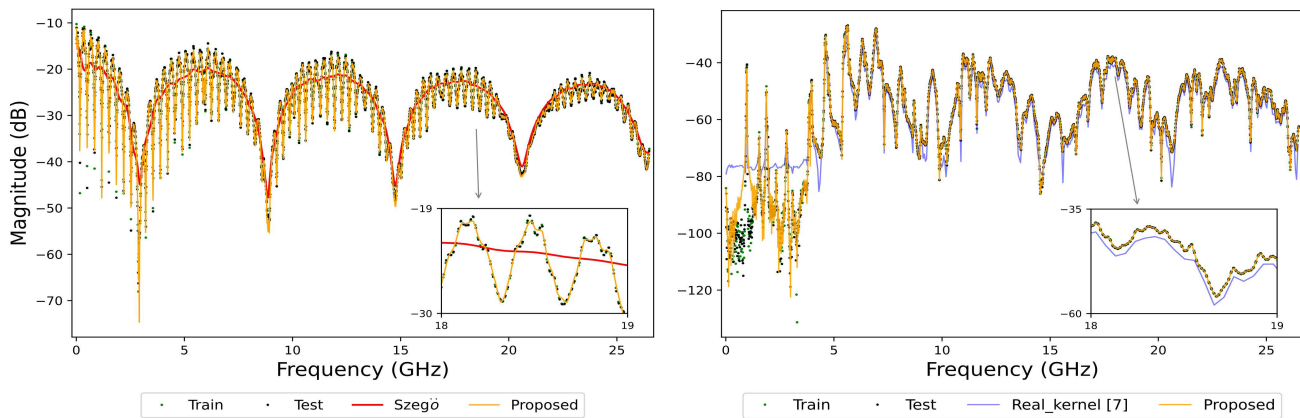 −10
−20
−30
−40
−50
−60
−70
Magnitude (dB)
−19
−30
18
19
0
5
10
15
20
25
Frequency (GHz)
Train
Test
Szegö
Proposed
−40
−60
−80
−100
−120
−35
−60
18
19
0
5
10
15
20
25
Frequency (GHz)
Train
Test
Real_kernel [7]
Proposed